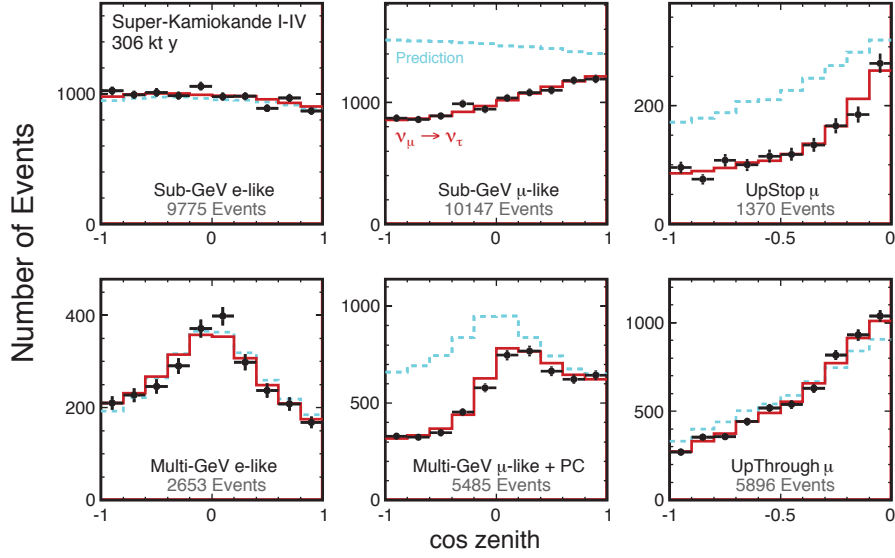 Super-Kamiokande I-IV
306 kt y
1000
500
0
-1
0
1
Sub-GeV e-like
9775 Events
Prediction
1000
0
-1
0
1
νμ → ντ
Sub-GeV μ-like
10147 Events
200
0
-1
-0.5
0
UpStop μ
1370 Events
Number of Events
400
200
0
-1
0
1
Multi-GeV e-like
2653 Events
1000
500
0
-1
0
1
Multi-GeV μ-like + PC
5485 Events
1000
500
0
-1
-0.5
0
UpThrough μ
5896 Events
cos zenith